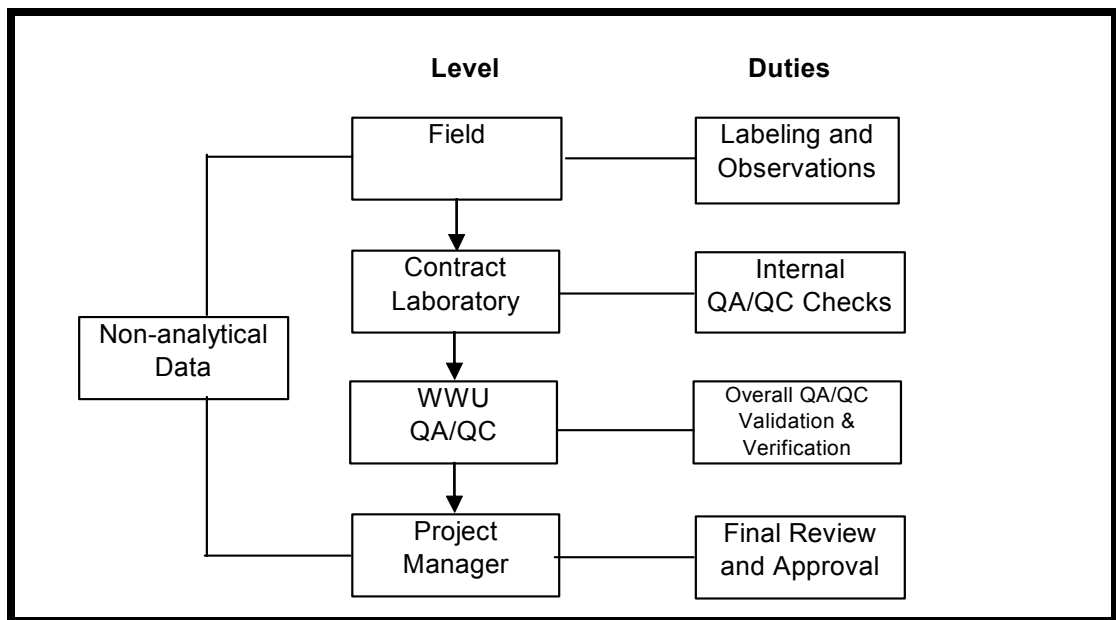 Level
Duties
Field
Labeling and
Observations
Contract
Laboratory
Internal
QA/QC Checks
Non-analytical
Data
WWU
QA/QC
Overall QA/QC
Validation &
Verification
Project
Manager
Final Review
and Approval